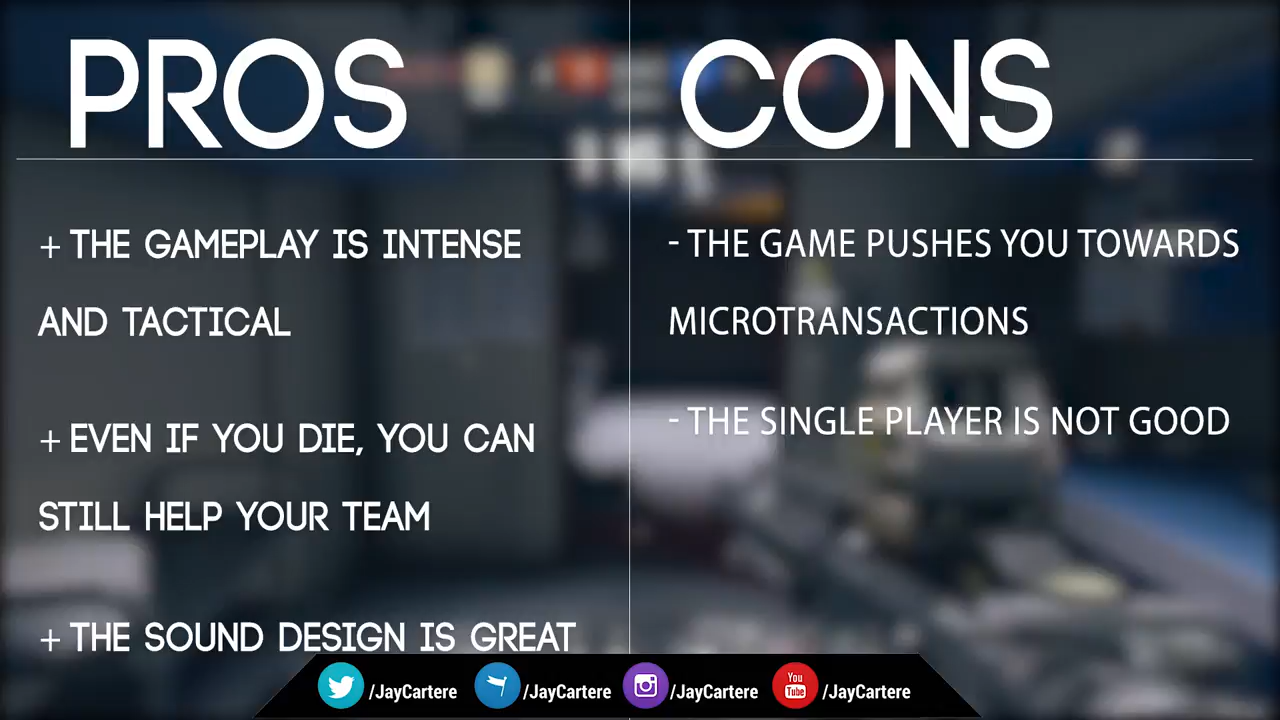 PROS
+ THE GAMEPLAY IS INTENSE
AND TACTICAL
+ EVEN IF YOU DIE, YOU CAN
STILL HELP YOUR TEAM
+ THE SOUND DESIGN IS GREAT
CONS
- THE GAME PUSHES YOU TOWARDS
MICROTRANSACTIONS
- THE SINGLE PLAYER IS NOT GOOD
/JayCartere /JayCartere /JayCartere You Tube /JayCartere